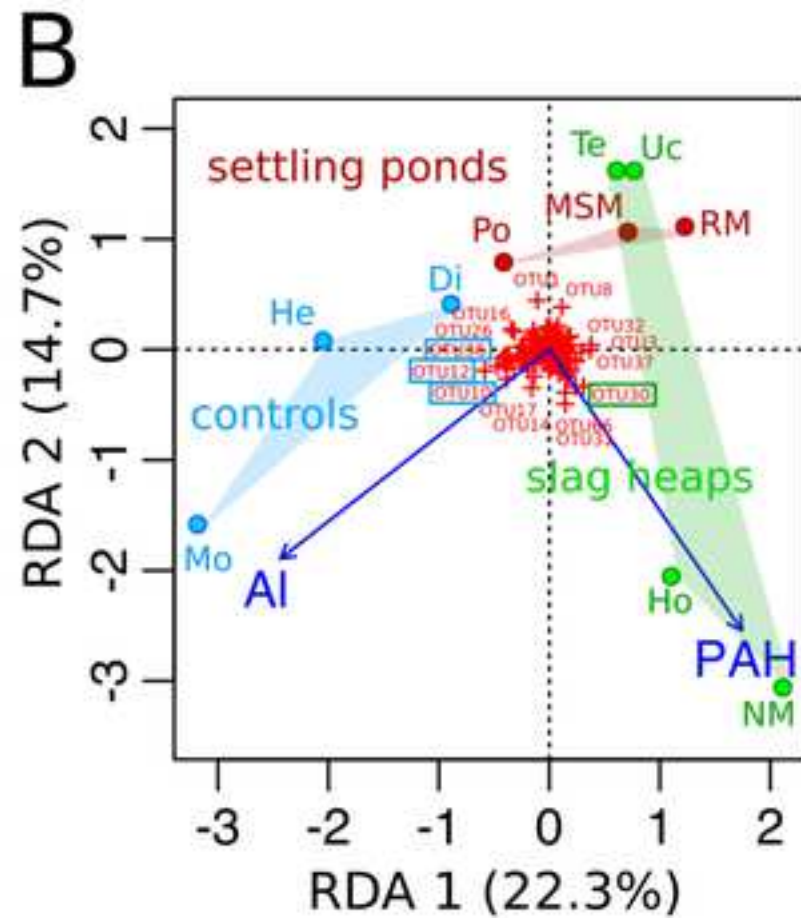 B
settling ponds
Te Uc
MSM
RM
Po
Di
He
OTU8
OTU16
OTU26
OTU32
OTU3
OTU37
OTU12
OTU10
OTU30
OTU17
OTU14
controls
slag heaps
Mo
Al
Ho
PAH
NM
2
1
0
-1
-2
-3
RDA 2 (14.7%)
-3 -2 -1 0 1 2
RDA 1 (22.3%)